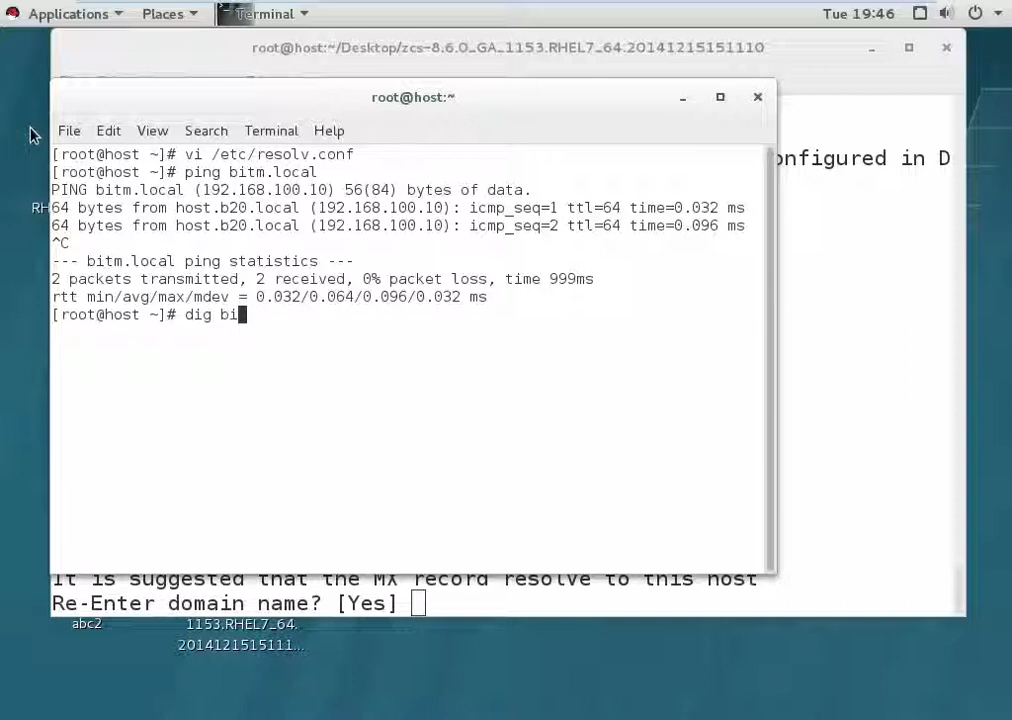 Applications Places Terminal Tue 19:46
root@host:~/Desktop/zcs-8.6.0_GA_1153.RHEL7_64.20141215151110
root@host:~
File Edit View Search Terminal Help
[root@host ~]# vi /etc/resolv.conf
[root@host ~]# ping bitm.local
onfigured in D
PING bitm.local (192.168.100.10) 56(84) bytes of data.
RH
64 bytes from host.b20.local (192.168.100.10): icmp_seq=1 ttl=64 time=0.032 ms
64 bytes from host.b20.local (192.168.100.10): icmp_seq=2 ttl=64 time=0.096 ms
^C
--- bitm.local ping statistics ---
2 packets transmitted, 2 received, 0% packet loss, time 999ms
rtt min/avg/max/mdev = 0.032/0.064/0.096/0.032 ms
[root@host ~]# dig bi
It is suggested that the MX record resolve to this host
Re-Enter domain name? [Yes]
abc2
1153.RHEL7_64.
2014121515111...